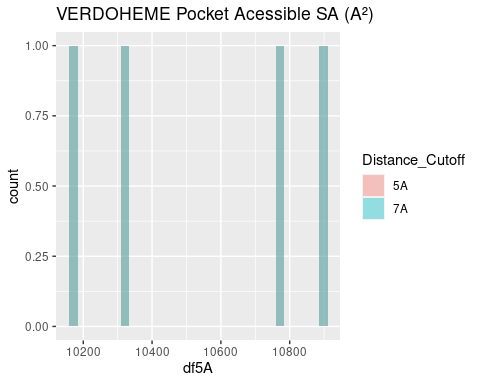 VERDOHEME Pocket Acessible SA (A²)
1.00
0.75
0.50
0.25
0.00
count
10200 10400 10600 10800
df5A
Distance_Cutoff
5A
7A